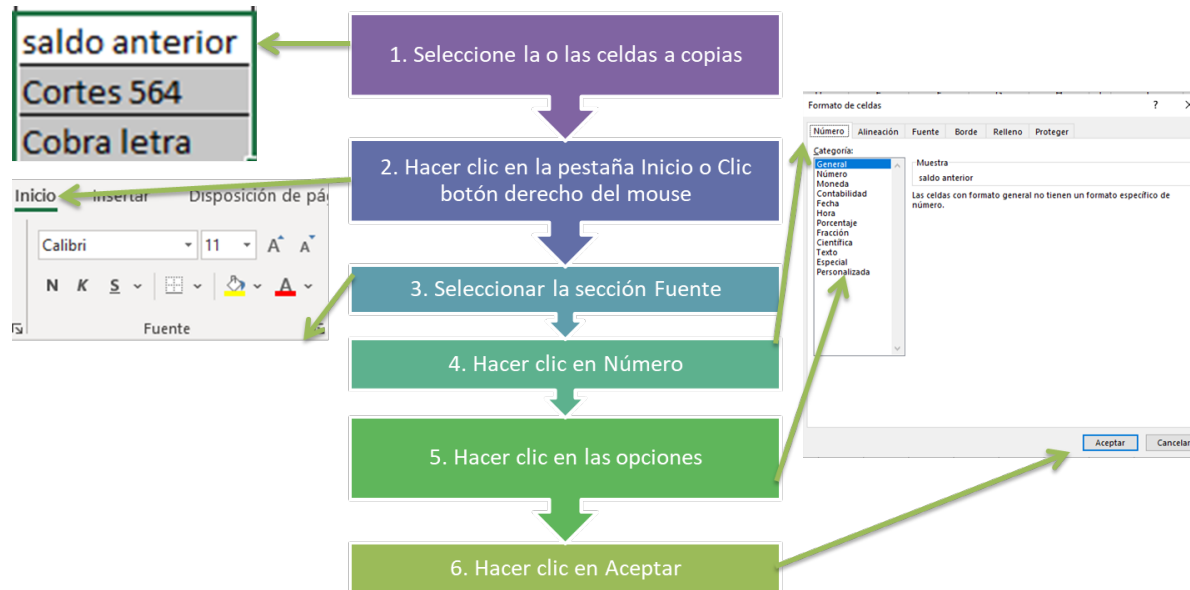 saldo anterior
Cortes 564
Cobra letra
Inicio Insertar Disposición de pá
Calibri 11 A A
N K S A
Fuente
1. Seleccione la o las celdas a copias
2. Hacer clic en la pestaña Inicio o Clic
botón derecho del mouse
3. Seleccionar la sección Fuente
4. Hacer clic en Número
5. Hacer clic en las opciones
6. Hacer clic en Aceptar
Formato de celdas ? X
Número Alineación Fuente Borde Relleno Proteger
Categoría:
General
Número
Moneda
Contabilidad
Fecha
Hora
Porcentaje
Fracción
Científica
Texto
Especial
Personalizada
Muestra
saldo anterior
Las celdas con formato general no tienen un formato específico de
número.
Aceptar Cancelar